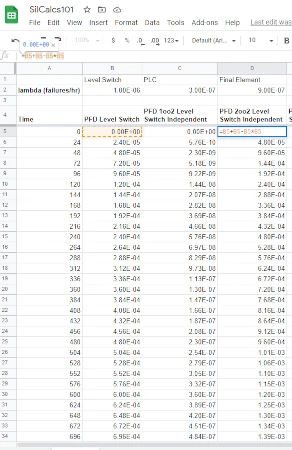 SilCalcs101
File Edit View Insert Format Data Tools Add-ons Help Last edit was
0.00E+00 x
100% $ % .0 .00 123 Default (Ari... 10 B
fx =B5+B5-B5*B5
A B C D
1 Level Switch PLC Final Element
2 lambda (failures/hr) 1.00E-06 3.00E-07 9.00E-07
3
4 Time PFD Level Switch PFD 1oo2 Level Switch Independent PFD 2oo2 Level Switch Independent
5 0 0.00E+00 0.00E+00 =B5+B5-B5*B5
6 24 2.40E-05 5.76E-10 4.80E-05
7 48 4.80E-05 2.30E-09 9.60E-05
8 72 7.20E-05 5.18E-09 1.44E-04
9 96 9.60E-05 9.22E-09 1.92E-04
10 120 1.20E-04 1.44E-08 2.40E-04
11 144 1.44E-04 2.07E-08 2.88E-04
12 168 1.68E-04 2.82E-08 3.36E-04
13 192 1.92E-04 3.69E-08 3.84E-04
14 216 2.16E-04 4.66E-08 4.32E-04
15 240 2.40E-04 5.76E-08 4.80E-04
16 264 2.64E-04 6.97E-08 5.28E-04
17 288 2.88E-04 8.29E-08 5.76E-04
18 312 3.12E-04 9.73E-08 6.24E-04
19 336 3.36E-04 1.13E-07 6.72E-04
20 360 3.60E-04 1.30E-07 7.20E-04
21 384 3.84E-04 1.47E-07 7.68E-04
22 408 4.08E-04 1.66E-07 8.16E-04
23 432 4.32E-04 1.87E-07 8.64E-04
24 456 4.56E-04 2.08E-07 9.12E-04
25 480 4.80E-04 2.30E-07 9.60E-04
26 504 5.04E-04 2.54E-07 1.01E-03
27 528 5.28E-04 2.79E-07 1.06E-03
28 552 5.52E-04 3.05E-07 1.10E-03
29 576 5.76E-04 3.32E-07 1.15E-03
30 600 6.00E-04 3.60E-07 1.20E-03
31 624 6.24E-04 3.89E-07 1.25E-03
32 648 6.48E-04 4.20E-07 1.30E-03
33 672 6.72E-04 4.51E-07 1.34E-03
34 696 6.96E-04 4.84E-07 1.39E-03